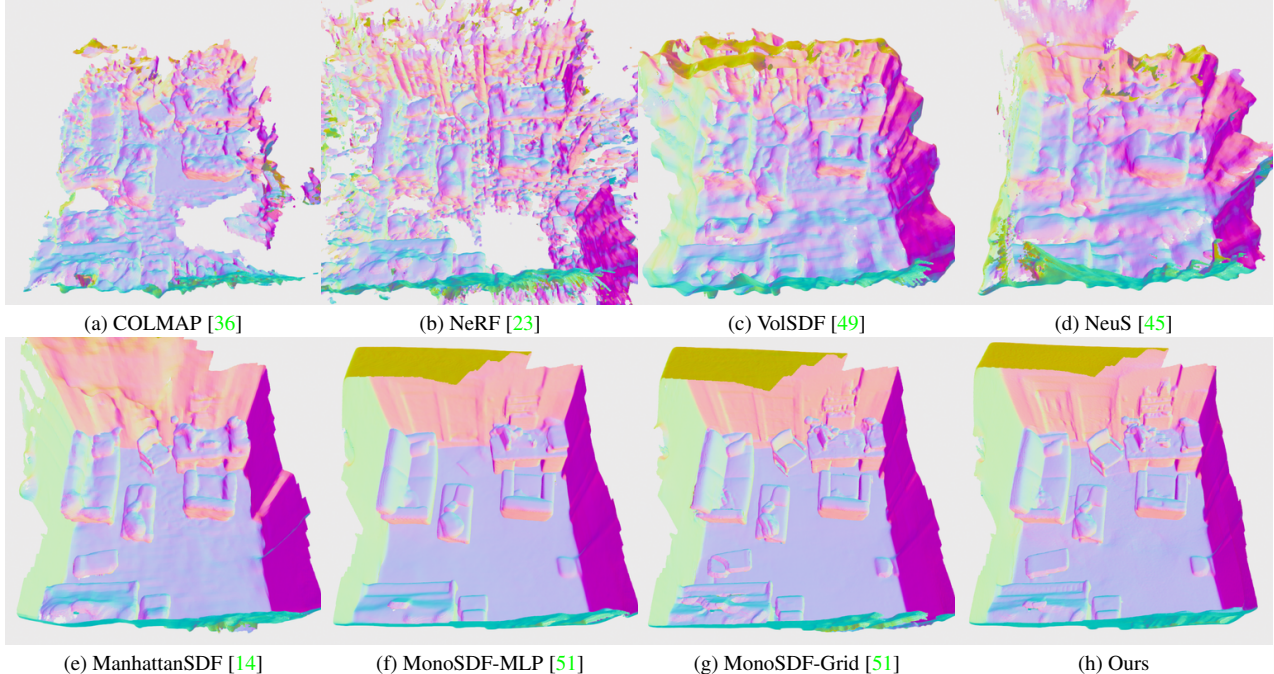 (a) COLMAP [36]
(b) NeRF [23]
(c) VolSDF [49]
(d) NeuS [45]
(e) ManhattanSDF [14]
(f) MonoSDF-MLP [51]
(g) MonoSDF-Grid [51]
(h) Ours